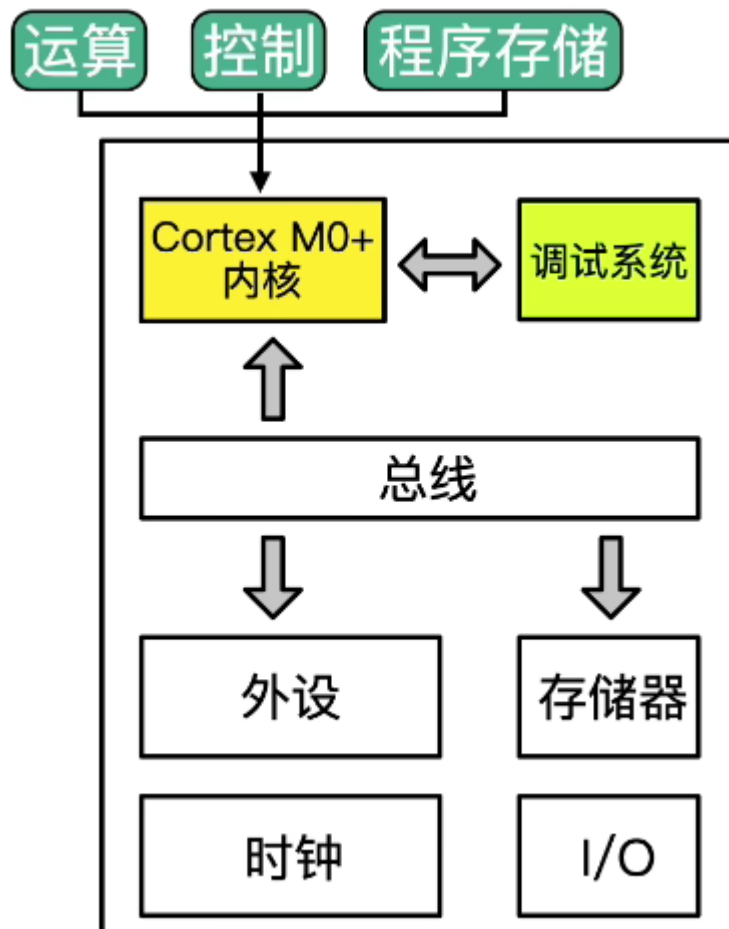 运算
控制
程序存储
Cortex M0+
内核
调试系统
总线
外设
存储器
时钟
I/O